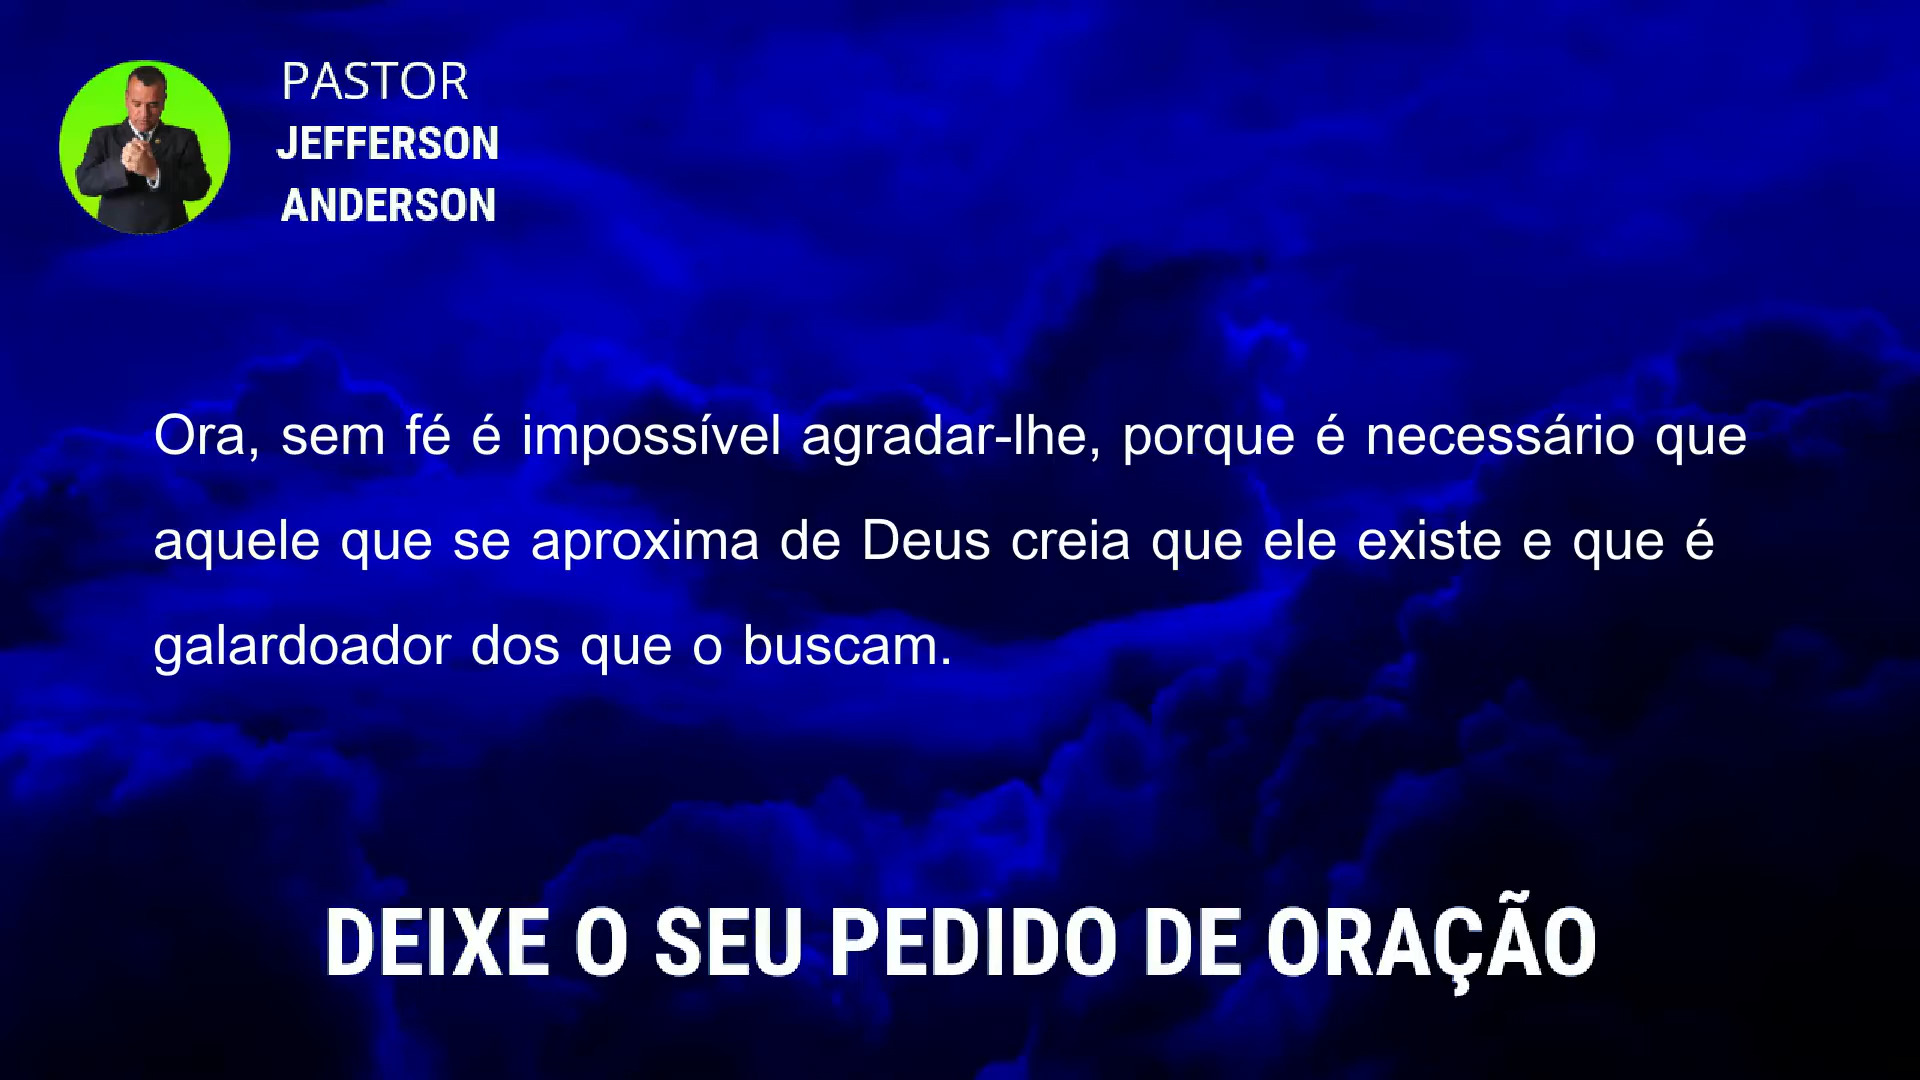 PASTOR
JEFFERSON
ANDERSON
Ora, sem fé é impossível agradar-lhe, porque é necessário que
aquele que se aproxima de Deus creia que ele existe e que é
galardoador dos que o buscam.
DEIXE O SEU PEDIDO DE ORAÇÃO